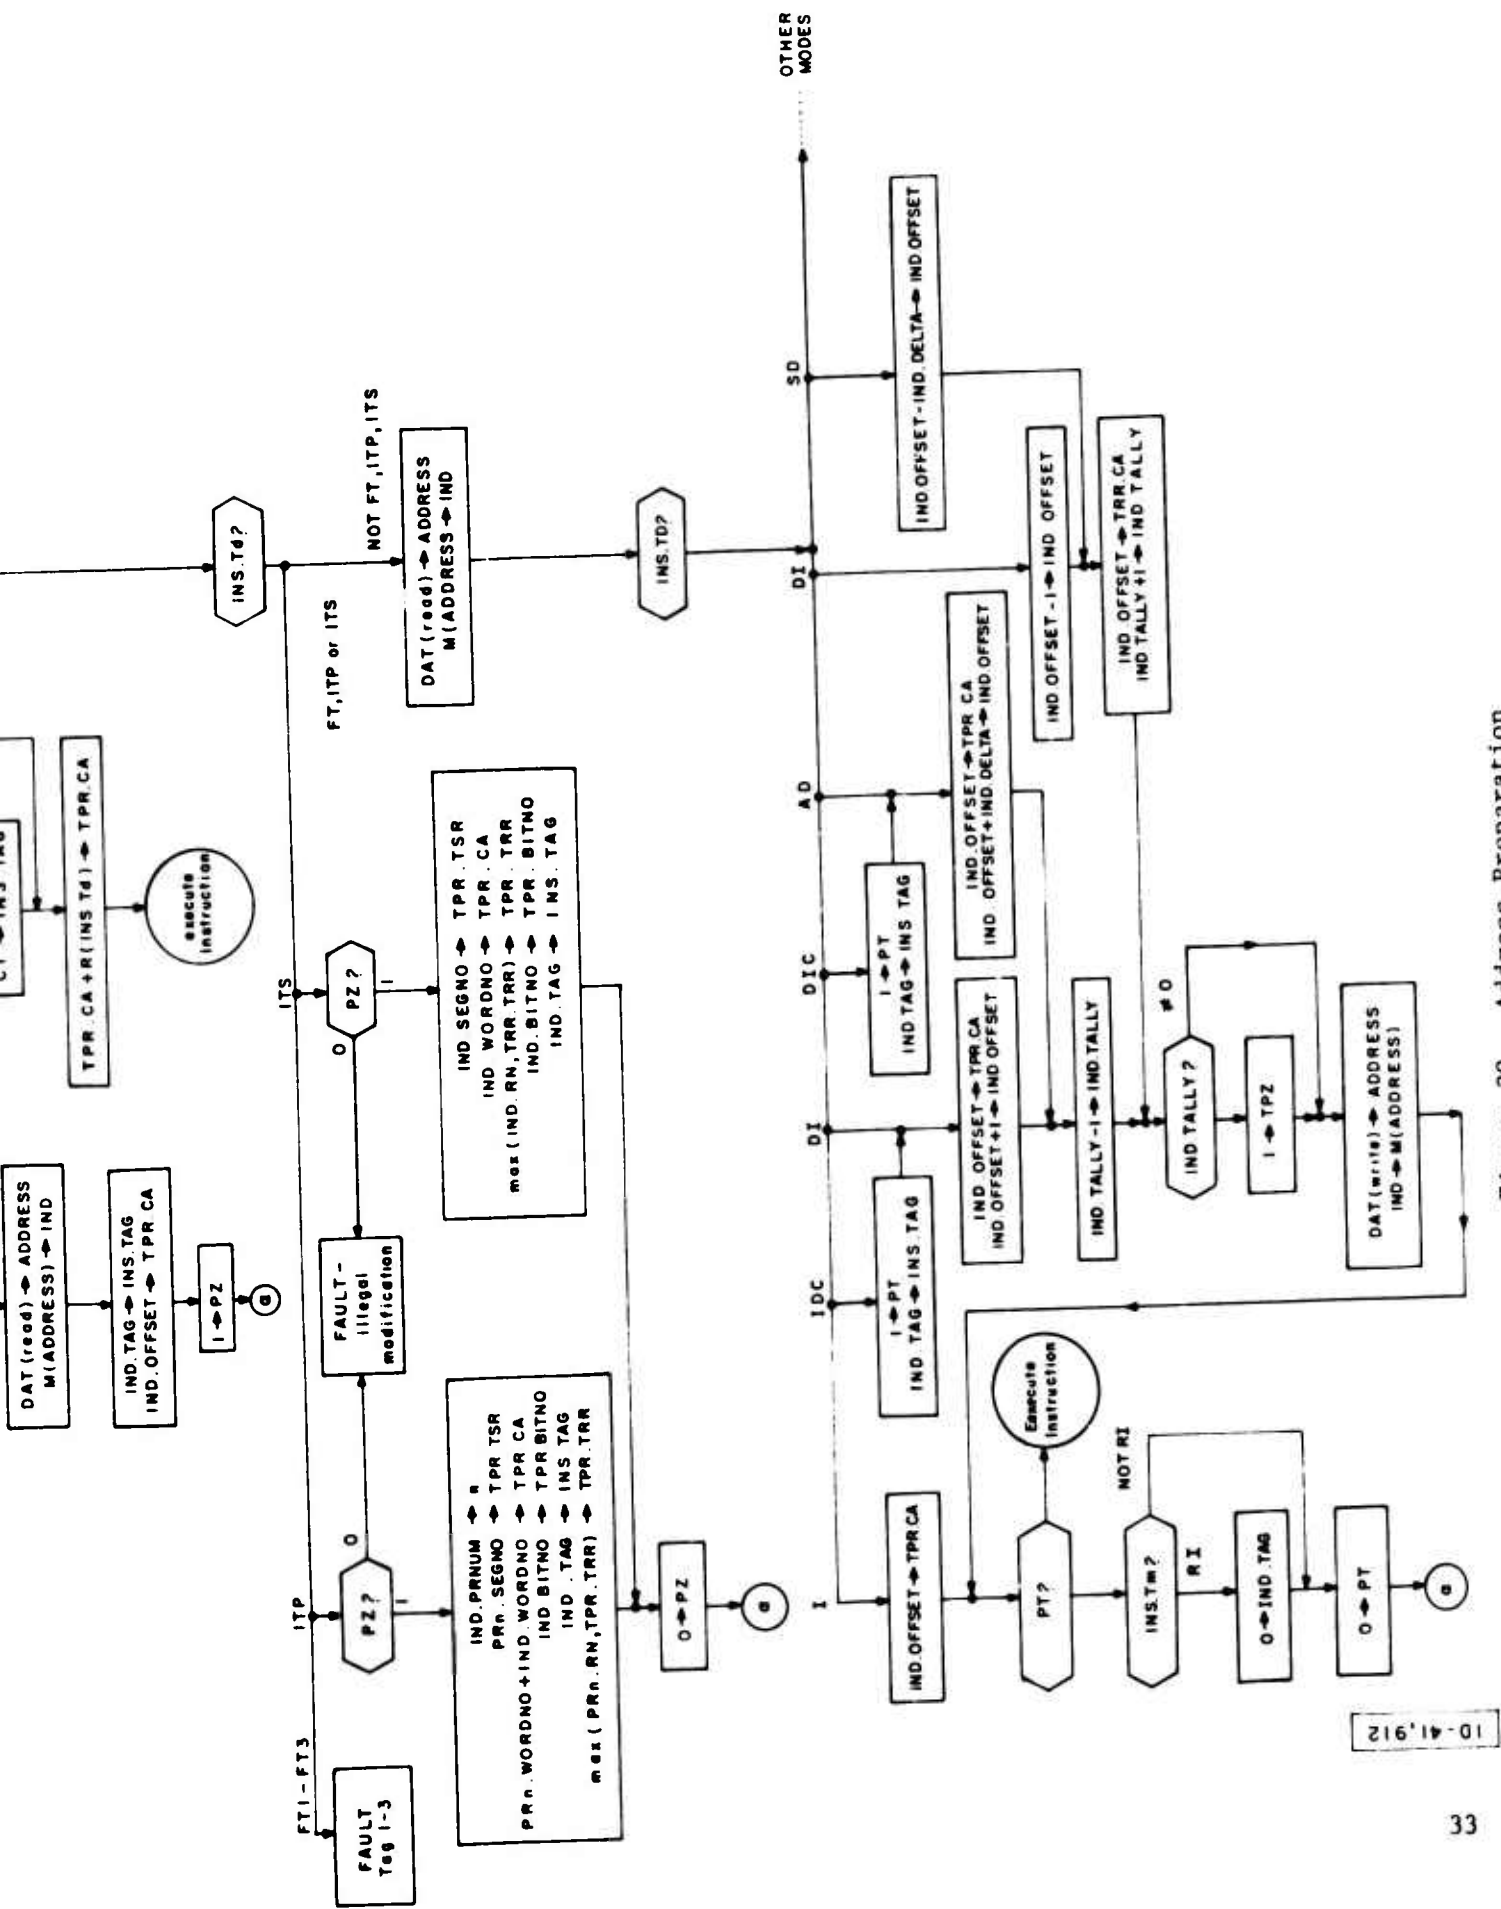 TPR.CA+R(INS Td)→TPR.CA
execute
instruction
DAT(read)→ADDRESS
M(ADDRESS)→IND
IND.TAG→INS.TAG
IND.OFFSET→TPR CA
1→PZ
a
INS.Td?
FT1-FT3
ITP
ITS
FT,ITP or ITS
NOT FT,ITP,ITS
FAULT
Tag 1-3
PZ?
0
1
FAULT-
illegal
modification
PZ?
0
1
IND.PRNUM → n
PRn.SEGNO → TPR TSR
PRn.WORDNO+IND.WORDNO → TPR CA
IND BITNO → TPR BITNO
IND .TAG → INS TAG
max(PRn.RN,TPR.TRR) → TPR.TRR
IND SEGNO → TPR.TSR
IND WORDNO → TPR.CA
max(IND.RN,TRR.TRR) → TPR.TRR
IND.BITNO → TPR.BITNO
IND.TAG → INS.TAG
0→PZ
a
DAT(read)→ADDRESS
M(ADDRESS→IND
INS.TD?
I
IDC
DI
DIC
AD
DI
SD
OTHER
MODES
IND.OFFSET→TPR.CA
1→PT
IND.TAG→INS.TAG
1→PT
IND TAG→INS TAG
IND OFFSET→TPR.CA
IND.OFFSET+1→IND OFFSET
IND.OFFSET→TPR CA
IND .OFFSET+IND.DELTA→IND.OFFSET
IND.OFFSET-1→IND OFFSET
IND OFFSET-IND.DELTA→IND.OFFSET
IND OFFSET→TRR.CA
IND TALLY+1→IND TALLY
IND.TALLY-1→IND.TALLY
PT?
Execute
Instruction
INS.Tm?
NOT RI
RI
0→IND.TAG
0→PT
a
IND TALLY?
≠0
1→TPZ
DAT(write)→ADDRESS
IND→M(ADDRESS)
Address Preparation
ID-41,912
33